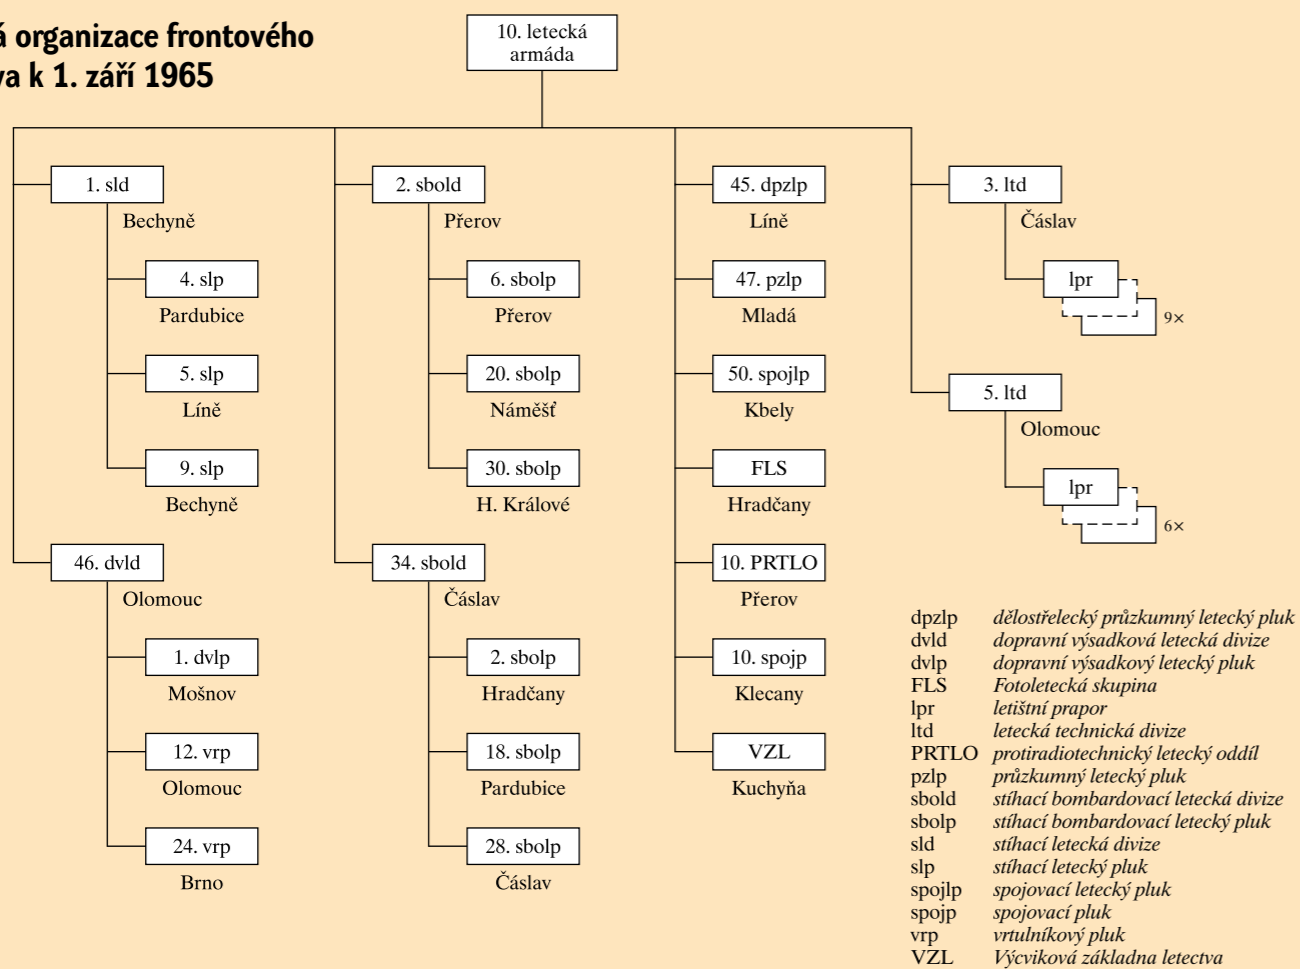 á organizace frontového
va k 1. září 1965
10. letecká
armáda
1. sld
Bechyně
4. slp
Pardubice
5. slp
Líně
9. slp
Bechyně
46. dvld
Olomouc
1. dvlp
Mošnov
12. vrp
Olomouc
24. vrp
Brno
2. sbold
Přerov
6. sbolp
Přerov
20. sbolp
Náměšť
30. sbolp
H. Králové
34. sbold
Čáslav
2. sbolp
Hradčany
18. sbolp
Pardubice
28. sbolp
Čáslav
45. dpzlp
Líně
47. pzlp
Mladá
50. spojlp
Kbely
FLS
Hradčany
10. PRTLO
Přerov
10. spojp
Klecany
VZL
Kuchyňa
3. ltd
Čáslav
lpr
9×
5. ltd
Olomouc
lpr
6×
dpzlp dělostřelecký průzkumný letecký pluk
dvld dopravní výsadková letecká divize
dvlp dopravní výsadkový letecký pluk
FLS Fotoletecká skupina
lpr letištní prapor
ltd letecká technická divize
PRTLO protiradiotechnický letecký oddíl
pzlp průzkumný letecký pluk
sbold stíhací bombardovací letecká divize
sbolp stíhací bombardovací letecký pluk
sld stíhací letecká divize
slp stíhací letecký pluk
spojlp spojovací letecký pluk
spojp spojovací pluk
vrp vrtulníkový pluk
VZL Výcviková základna letectva